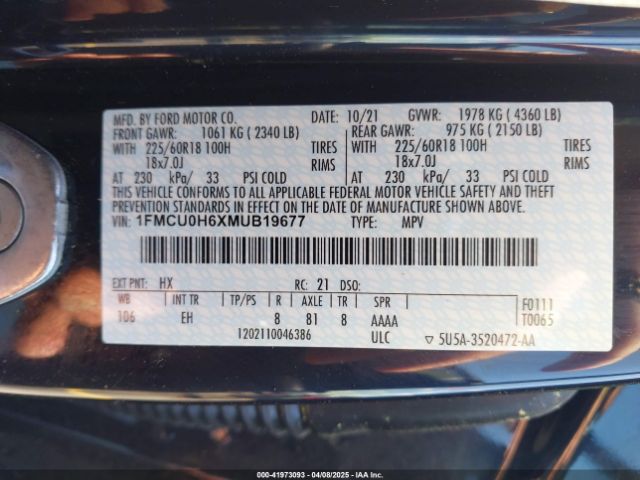 MFD. BY FORD MOTOR CO. DATE: 10/21 GVWR: 1978 KG ( 4360 LB)
FRONT GAWR: 1061 KG ( 2340 LB) REAR GAWR: 975 KG ( 2150 LB)
WITH 225/60R18 100H TIRES WITH 225/60R18 100H TIRES
18x7.0J RIMS 18x7.0J RIMS
AT 230 kPa/ 33 PSI COLD AT 230 kPa/ 33 PSI COLD
THIS VEHICLE CONFORMS TO ALL APPLICABLE FEDERAL MOTOR VEHICLE SAFETY AND THEFT
PREVENTION STANDARDS IN EFFECT ON THE DATE OF MANUFACTURE SHOWN ABOVE.
VIN: 1FMCU0H6XMUB19677 TYPE: MPV
EXT PNT: HX RC: 21 DSO:
WB INT TR TP/PS R AXLE TR SPR F0111
106 EH 8 81 8 AAAA T0065
1202110046386 ULC ▽ 5U5A-3520472-AA
00-41973093 - 04/08/2025 - IAA Inc.